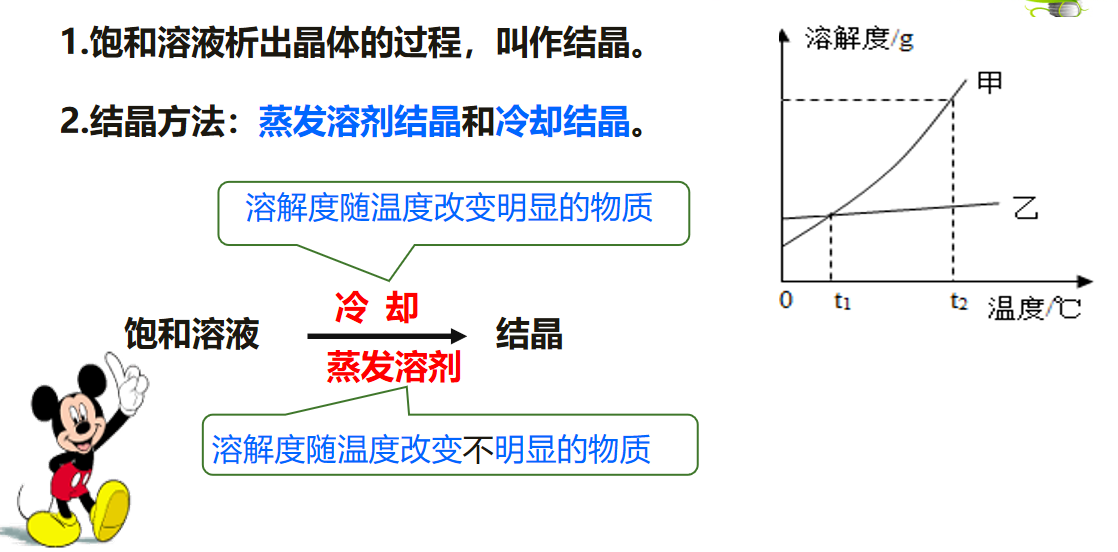 1.饱和溶液析出晶体的过程，叫作结晶。
2.结晶方法：蒸发溶剂结晶和冷却结晶。
溶解度随温度改变明显的物质
冷 却
饱和溶液
结晶
蒸发溶剂
溶解度随温度改变不明显的物质
溶解度/g
甲
乙
0
t1
t2
温度/℃